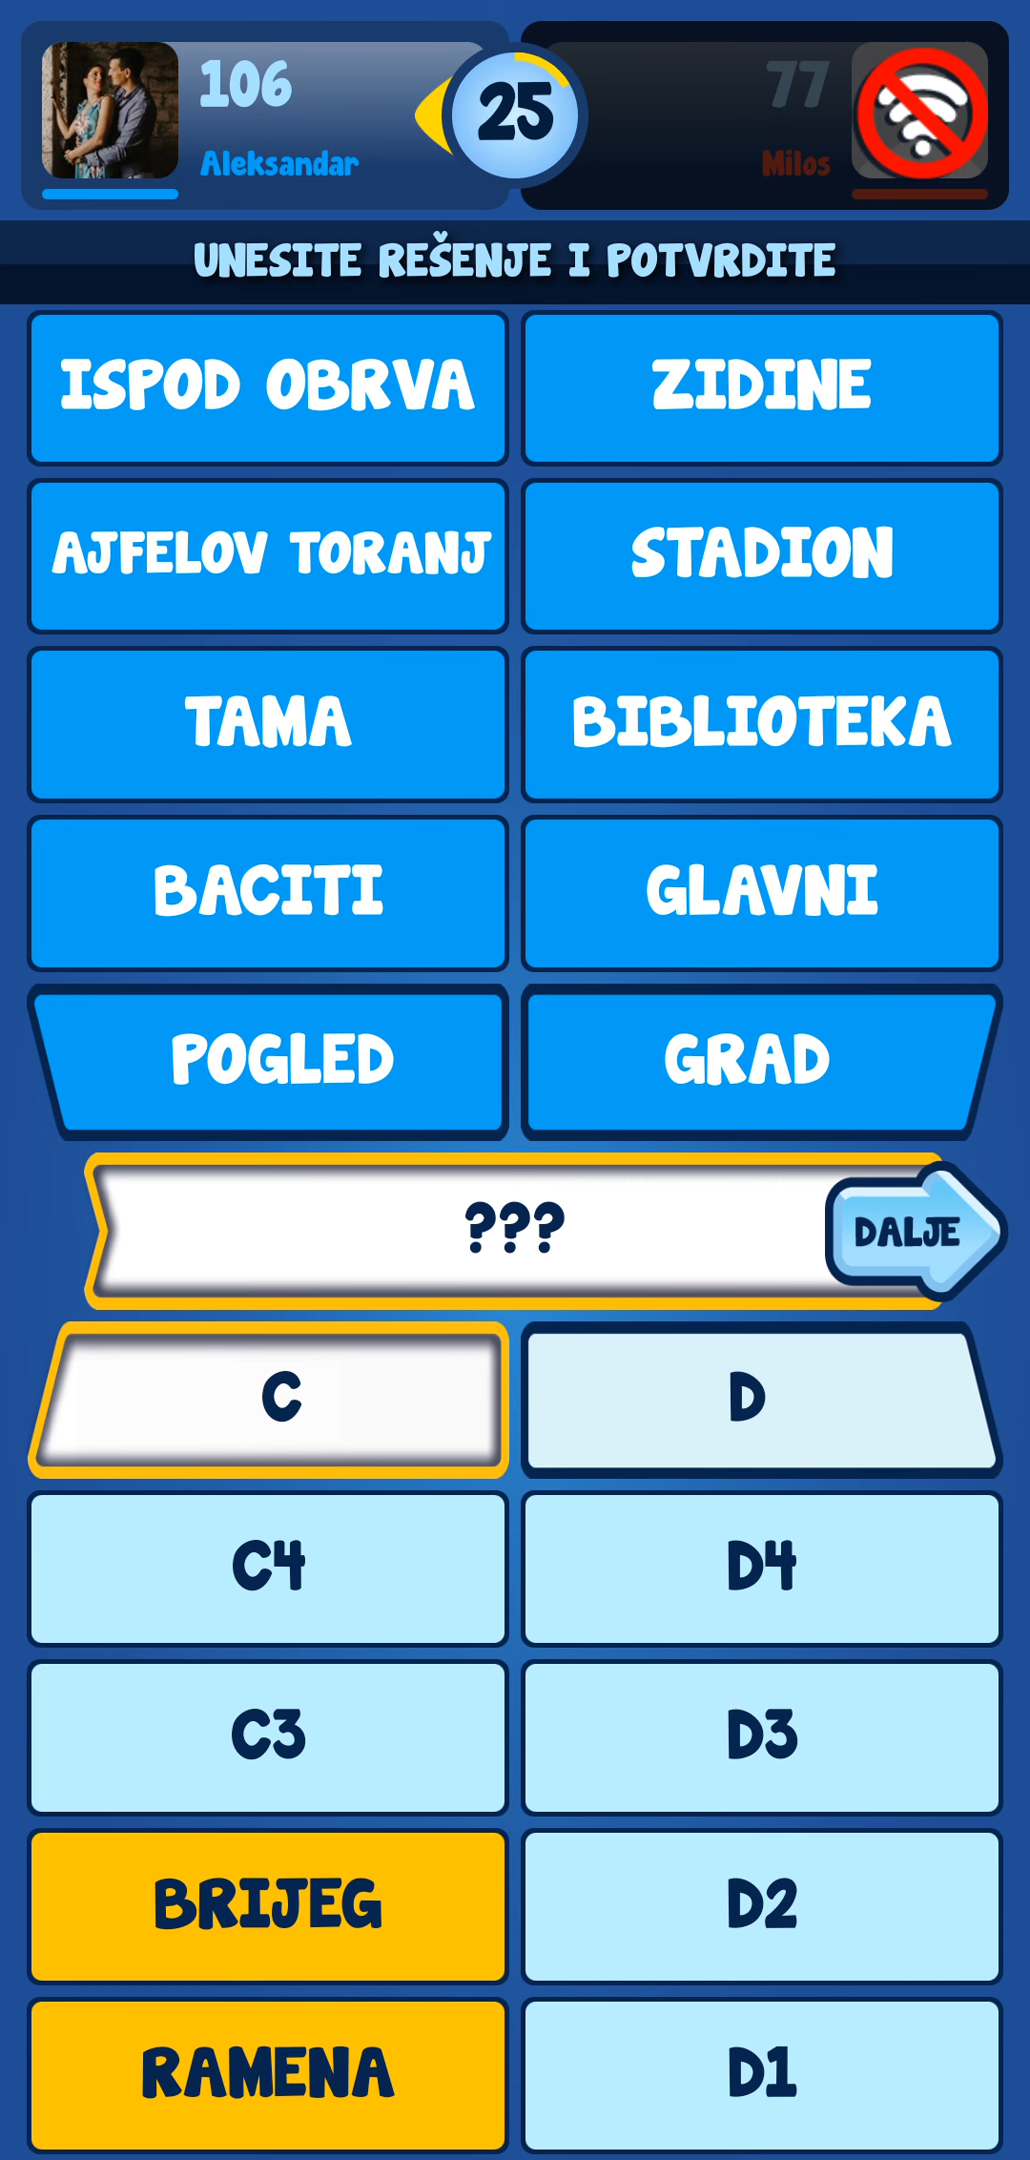 106
Aleksandar
25
77
Milos
UNESITE REŠENJE I POTVRDITE
ISPOD OBRVA
ZIDINE
AJFELOV TORANJ
STADION
TAMA
BIBLIOTEKA
BACITI
GLAVNI
POGLED
GRAD
???
DALJE
C
D
C4
D4
C3
D3
BRIJEG
D2
RAMENA
D1